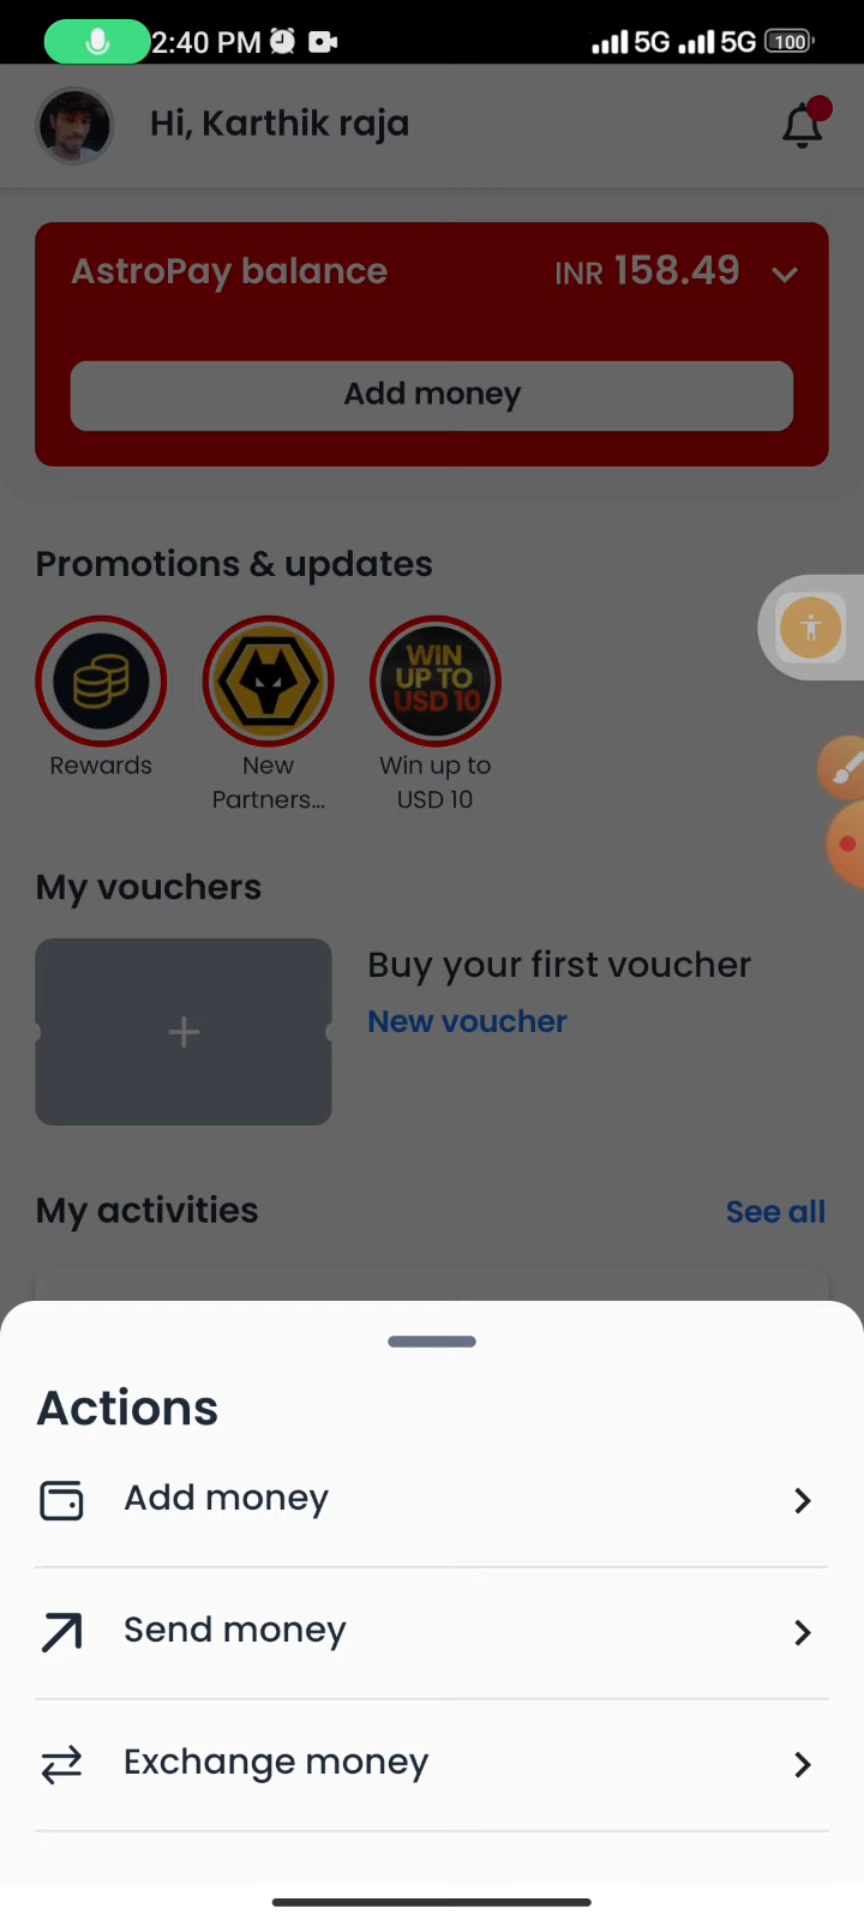 2:40 PM 5G 5G 100
Hi, Karthik raja
AstroPay balance INR 158.49
Add money
Promotions & updates
WIN
UP TO
USD 10
Rewards New Win up to
Partners... USD 10
My vouchers
Buy your first voucher
New voucher
My activities See all
Actions
Add money
Send money
Exchange money